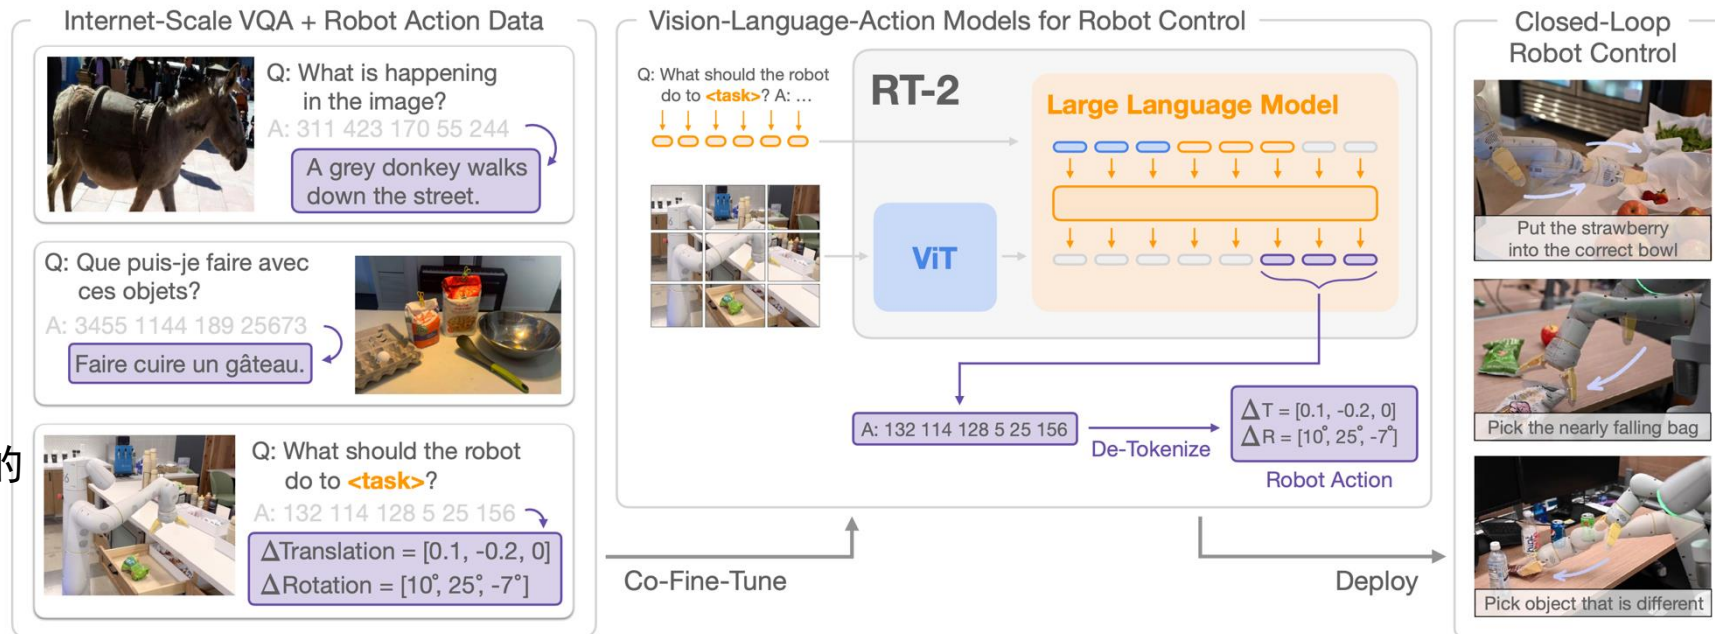 Internet-Scale VQA + Robot Action Data
Q: What is happening
in the image?
A: 311 423 170 55 244
A grey donkey walks
down the street.
Q: Que puis-je faire avec
ces objets?
A: 3455 1144 189 25673
Faire cuire un gâteau.
的
Q: What should the robot
do to <task>?
A: 132 114 128 5 25 156
ΔTranslation = [0.1, -0.2, 0]
ΔRotation = [10°, 25°, -7°]
Co-Fine-Tune
Vision-Language-Action Models for Robot Control
Q: What should the robot
do to <task>? A: ...
RT-2
Large Language Model
ViT
A: 132 114 128 5 25 156
De-Tokenize
ΔT = [0.1, -0.2, 0]
ΔR = [10°, 25°, -7°]
Robot Action
Deploy
Closed-Loop
Robot Control
Put the strawberry
into the correct bowl
Pick the nearly falling bag
Pick object that is different